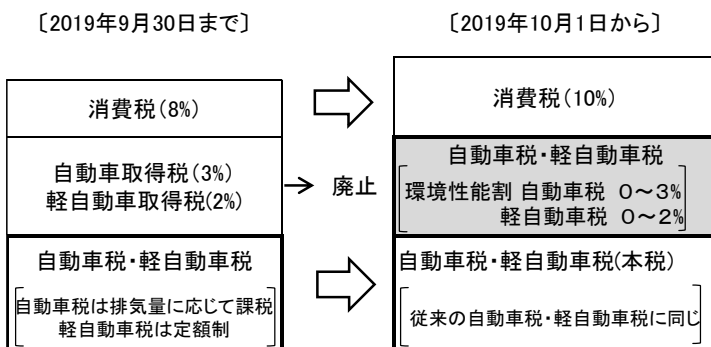 〔2019年9月30日まで〕
消費税(8%)
自動車取得税(3%)
軽自動車取得税(2%)
→ 廃止
自動車税・軽自動車税
自動車税は排気量に応じて課税
軽自動車税は定額制
〔2019年10月1日から〕
消費税(10%)
自動車税・軽自動車税
環境性能割 自動車税 0~3%
軽自動車税 0~2%
自動車税・軽自動車税(本税)
従来の自動車税・軽自動車税に同じ